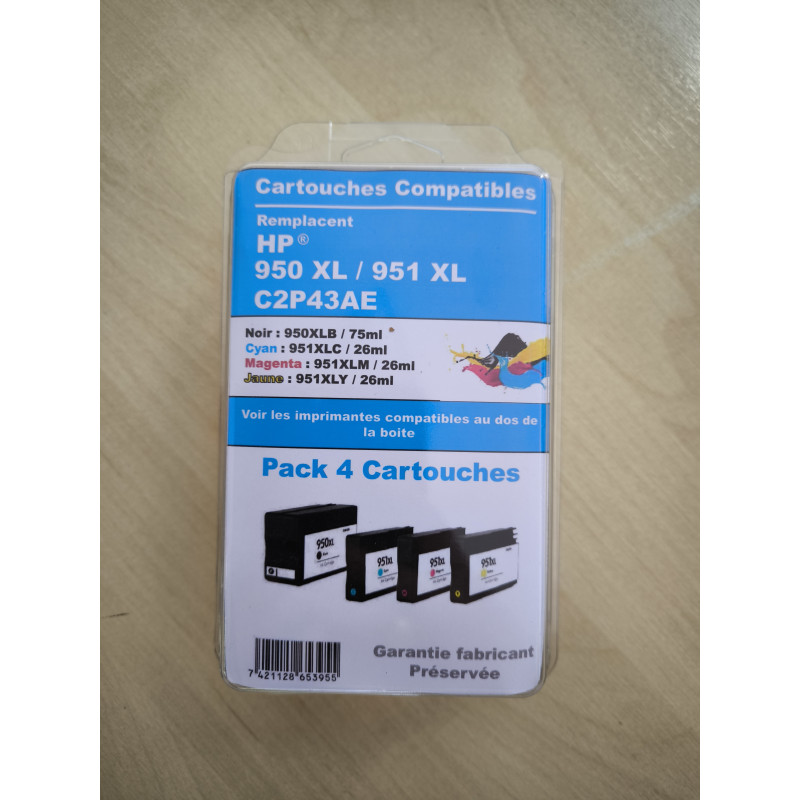 Cartouches Compatibles
Remplacent
HP®
950 XL / 951 XL
C2P43AE
Noir : 950XLB / 75ml
Cyan : 951XLC / 26ml
Magenta : 951XLM / 26ml
Jaune : 951XLY / 26ml
Voir les imprimantes compatibles au dos de
la boite
Pack 4 Cartouches
950XL
951XL
951XL
951XL
Garantie fabricant
Préservée
7 421128 653955